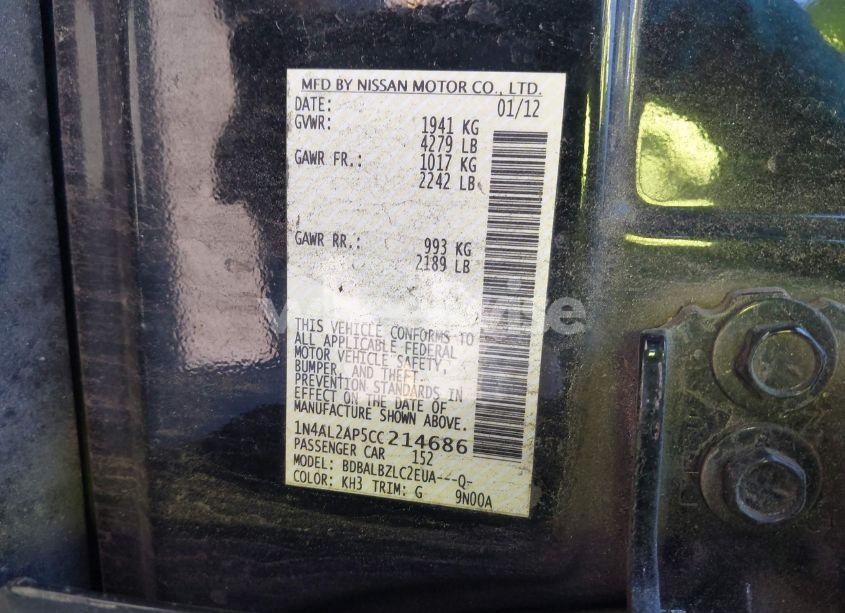 MFD BY NISSAN MOTOR CO., LTD.
DATE: 01/12
GVWR: 1941 KG
4279 LB
GAWR FR.: 1017 KG
2242 LB
GAWR RR.: 993 KG
2189 LB
THIS VEHICLE CONFORMS TO
ALL APPLICABLE FEDERAL
MOTOR VEHICLE SAFETY,
BUMPER, AND THEFT
PREVENTION STANDARDS IN
EFFECT ON THE DATE OF
MANUFACTURE SHOWN ABOVE.
1N4AL2AP5CC214686
PASSENGER CAR 152
MODEL: BDBALBZLC2EUA---Q-
COLOR: KH3 TRIM: G 9N00A